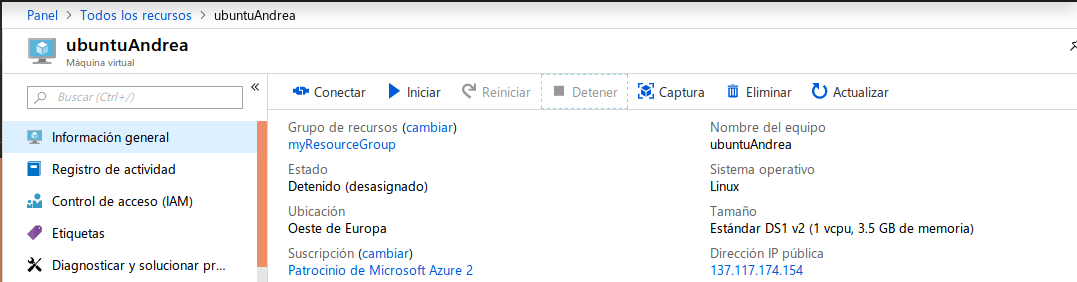 Panel > Todos los recursos > ubuntuAndrea
ubuntuAndrea
Máquina virtual
Buscar (Ctrl+/)
«
Información general
Registro de actividad
Control de acceso (IAM)
Etiquetas
Diagnosticar y solucionar pr...
Conectar Iniciar Reiniciar Detener Captura Eliminar Actualizar
Grupo de recursos (cambiar)
myResourceGroup
Estado
Detenido (desasignado)
Ubicación
Oeste de Europa
Suscripción (cambiar)
Patrocinio de Microsoft Azure 2
Nombre del equipo
ubuntuAndrea
Sistema operativo
Linux
Tamaño
Estándar DS1 v2 (1 vcpu, 3.5 GB de memoria)
Dirección IP pública
137.117.174.154